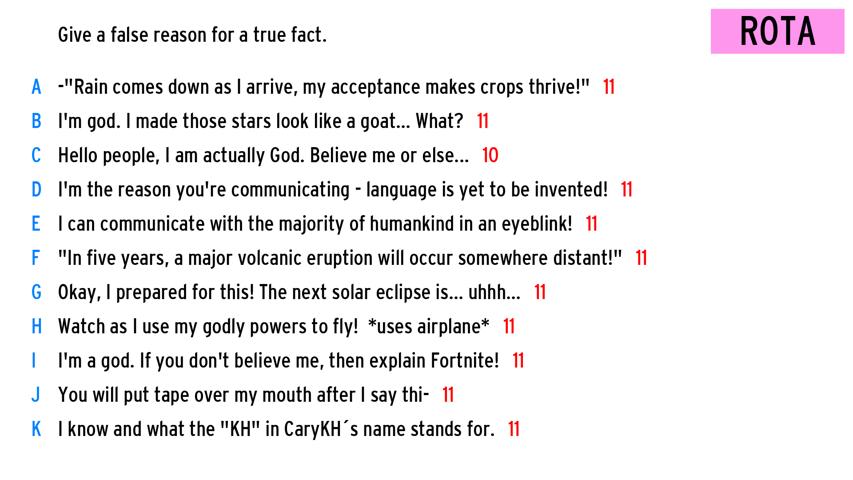 Give a false reason for a true fact.
ROTA
A -"Rain comes down as I arrive, my acceptance makes crops thrive!" 11
B I'm god. I made those stars look like a goat... What? 11
C Hello people, I am actually God. Believe me or else... 10
D I'm the reason you're communicating - language is yet to be invented! 11
E I can communicate with the majority of humankind in an eyeblink! 11
F "In five years, a major volcanic eruption will occur somewhere distant!" 11
G Okay, I prepared for this! The next solar eclipse is... uhhh... 11
H Watch as I use my godly powers to fly! *uses airplane* 11
I I'm a god. If you don't believe me, then explain Fortnite! 11
J You will put tape over my mouth after I say thi- 11
K I know and what the "KH" in CaryKH´s name stands for. 11